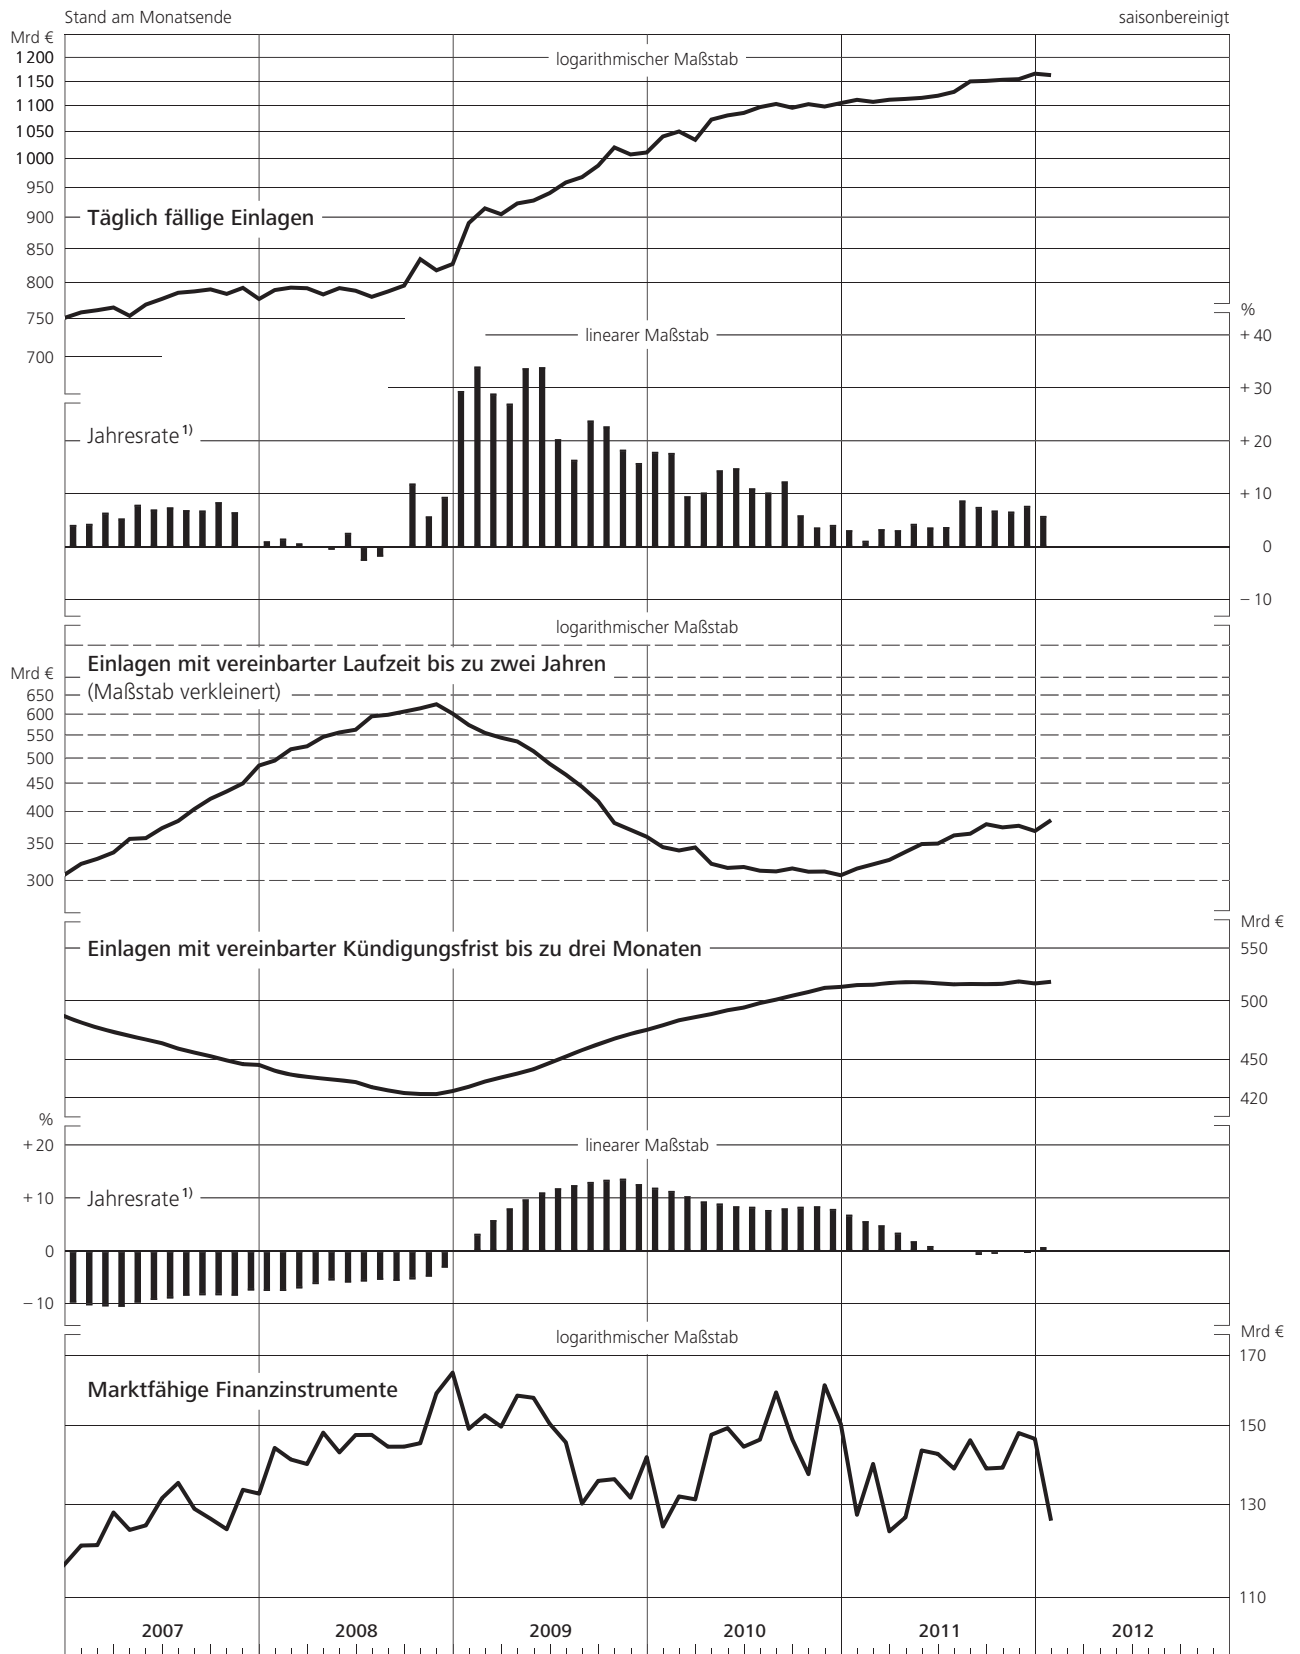 Stand am Monatsende saisonbereinigt
Mrd €
1 200
logarithmischer Maßstab
1 150
1 100
1 050
1 000
950
900
Täglich fällige Einlagen
850
800
750
700
%
+ 40
linearer Maßstab
+ 30
+ 20
Jahresrate 1)
+ 10
0
− 10
logarithmischer Maßstab
Einlagen mit vereinbarter Laufzeit bis zu zwei Jahren
(Maßstab verkleinert)
Mrd €
650
600
550
500
450
400
350
300
Mrd €
Einlagen mit vereinbarter Kündigungsfrist bis zu drei Monaten
550
500
450
420
%
+ 20
linearer Maßstab
+ 10
Jahresrate 1)
0
− 10
logarithmischer Maßstab
Mrd €
170
Marktfähige Finanzinstrumente
150
130
110
2007 2008 2009 2010 2011 2012